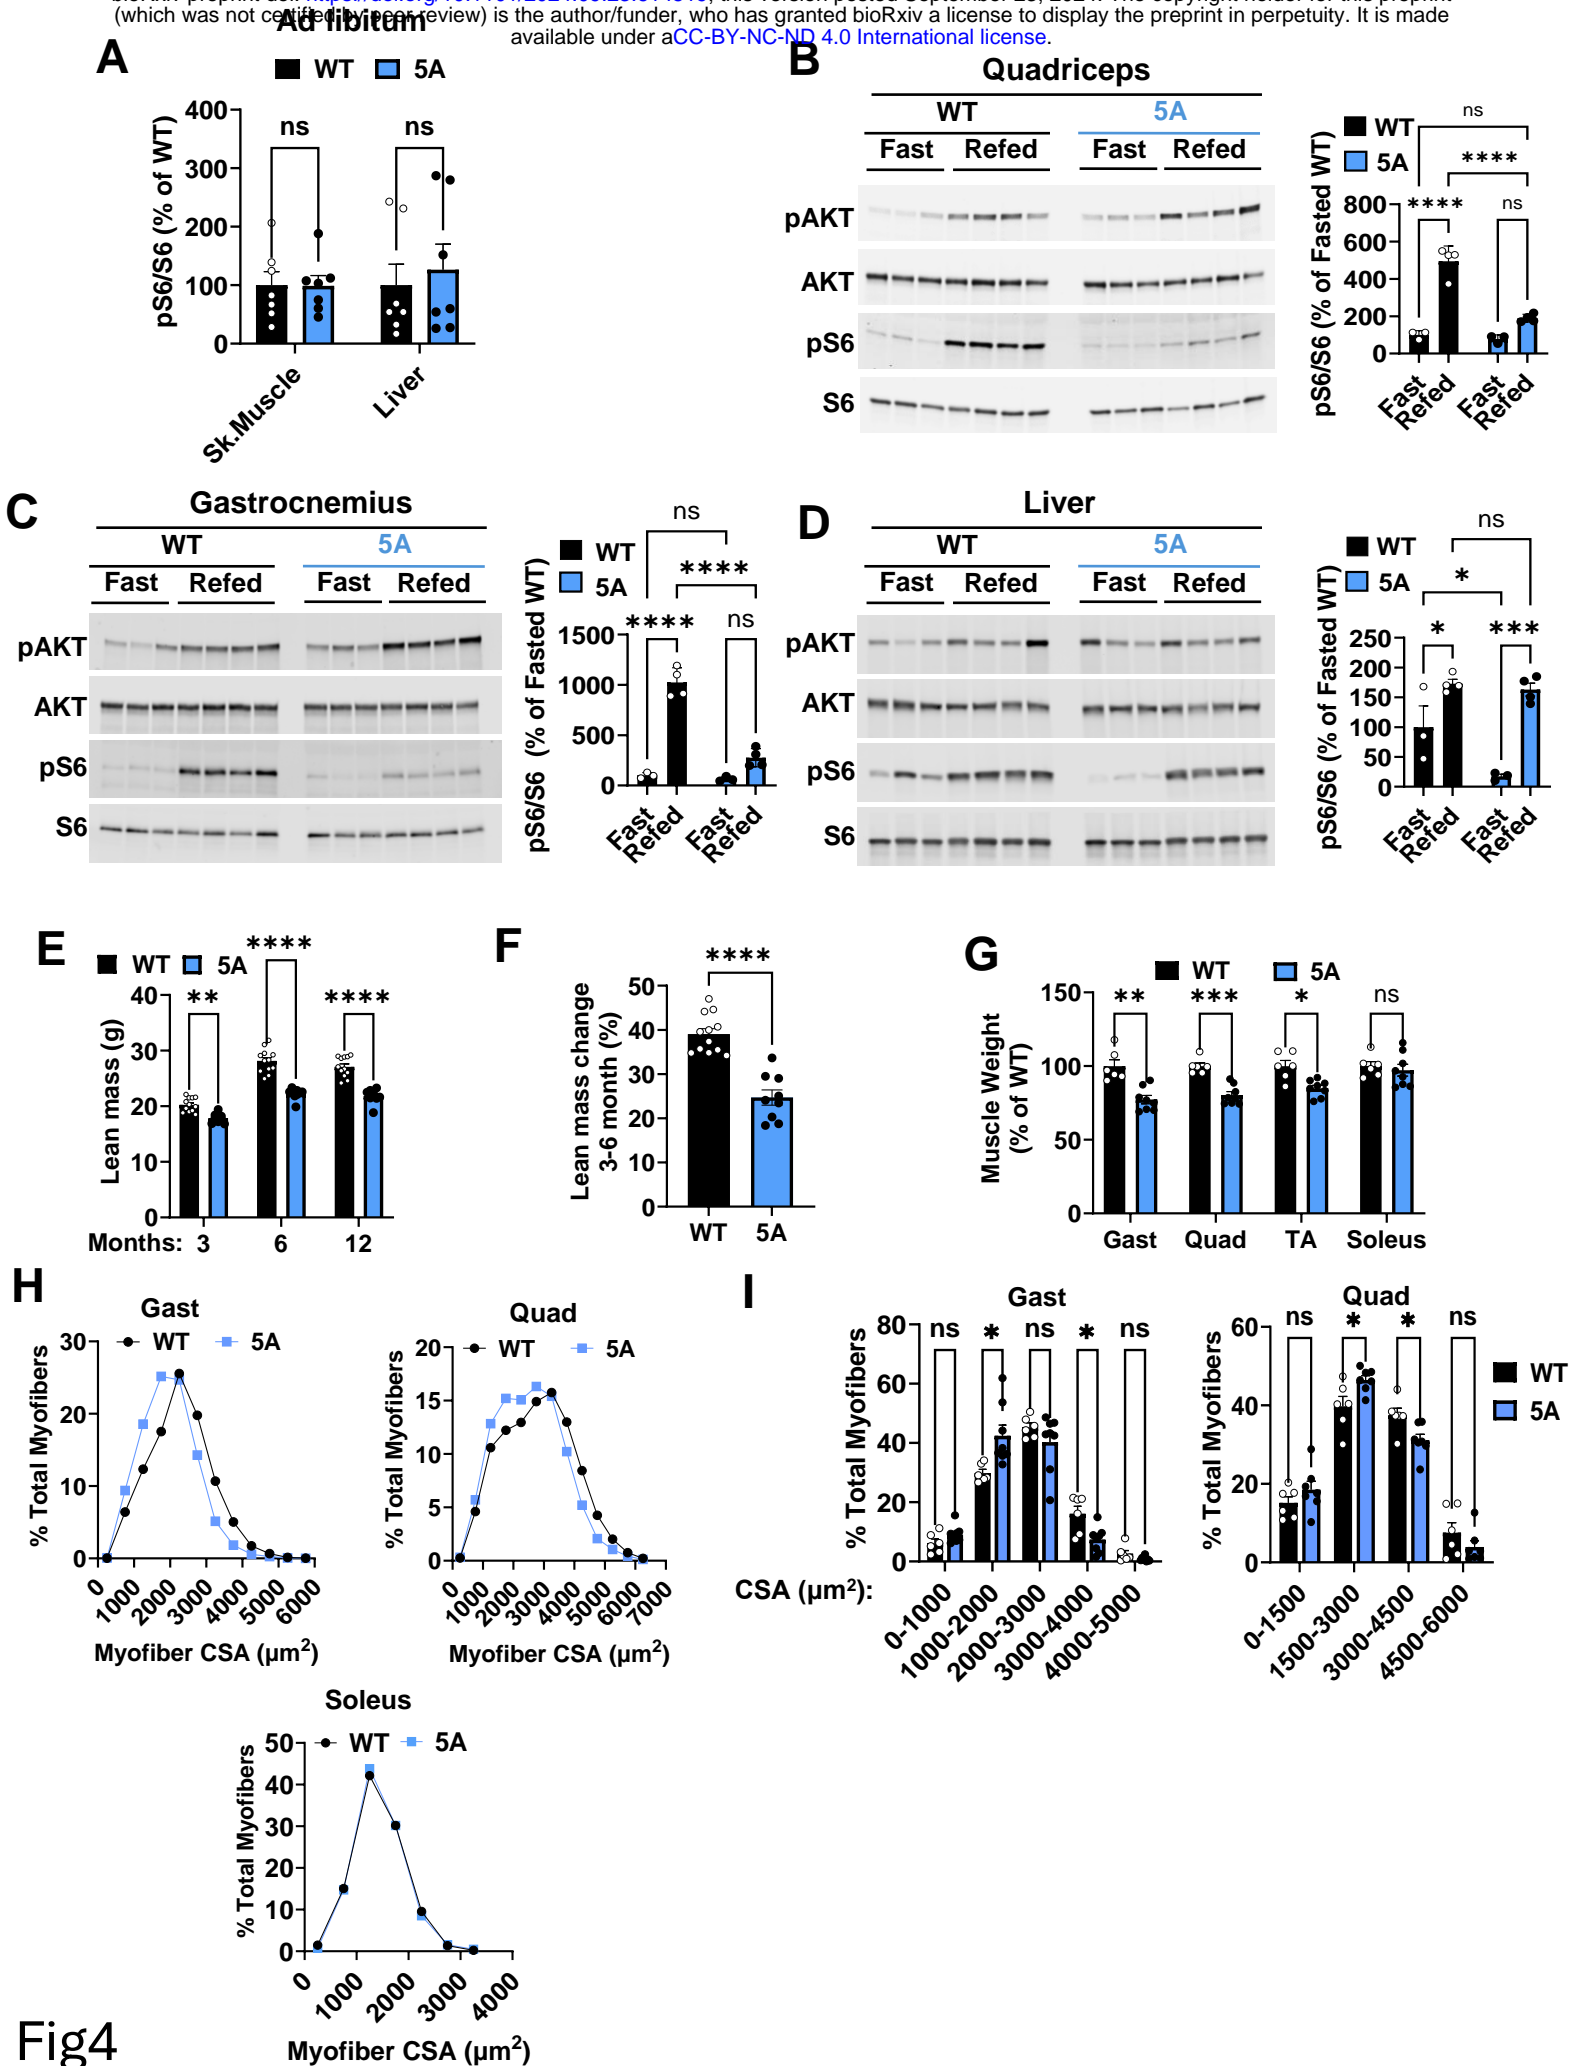 (which was not certified by peer review) is the author/funder, who has granted bioRxiv a license to display the preprint in perpetuity. It is made
available under aCC-BY-NC-ND 4.0 International license.
Ad libitum
A
WT 5A
pS6/S6 (% of WT)
400
300
200
100
0
ns ns
Sk.Muscle Liver
B
Quadriceps
WT 5A
Fast Refed Fast Refed
pAKT
AKT
pS6
S6
WT
5A
pS6/S6 (% of Fasted WT)
800
600
400
200
0
ns
****
**** ns
Fast Refed Fast Refed
C
Gastrocnemius
WT 5A
Fast Refed Fast Refed
pAKT
AKT
pS6
S6
WT
5A
pS6/S6 (% of Fasted WT)
1500
1000
500
0
ns
****
**** ns
Fast Refed Fast Refed
D
Liver
WT 5A
Fast Refed Fast Refed
pAKT
AKT
pS6
S6
WT
5A
pS6/S6 (% of Fasted WT)
250
200
150
100
50
0
ns
*
* ***
Fast Refed Fast Refed
E
WT 5A
Lean mass (g)
40
30
20
10
0
** **** ****
Months: 3 6 12
F
Lean mass change
3-6 month (%)
50
40
30
20
10
0
****
WT 5A
G
WT 5A
Muscle Weight
(% of WT)
150
100
50
0
** *** * ns
Gast Quad TA Soleus
H
Gast
WT 5A
% Total Myofibers
30
20
10
0
0 1000 2000 3000 4000 5000 6000
Myofiber CSA (µm²)
Quad
WT 5A
% Total Myofibers
20
15
10
5
0
0 1000 2000 3000 4000 5000 6000 7000
Myofiber CSA (µm²)
Soleus
WT 5A
% Total Myofibers
50
40
30
20
10
0
0 1000 2000 3000 4000
Myofiber CSA (µm²)
I
Gast
% Total Myofibers
80
60
40
20
0
ns * ns * ns
CSA (µm²):
0-1000 1000-2000 2000-3000 3000-4000 4000-5000
Quad
% Total Myofibers
60
40
20
0
ns * * ns
0-1500 1500-3000 3000-4500 4500-6000
WT
5A
Fig4